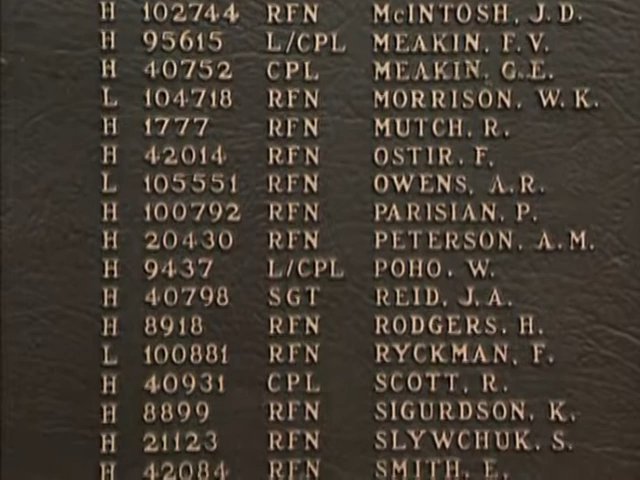 H 102744 RFN McINTOSH, J.D.
H 95615 L/CPL MEAKIN, F.V.
H 40752 CPL MEAKIN, G.E.
L 104718 RFN MORRISON, W.K.
H 1777 RFN MUTCH, R.
H 42014 RFN OSTIR, F.
L 105551 RFN OWENS, A.R.
H 100792 RFN PARISIAN, P.
H 20430 RFN PETERSON, A.M.
H 9437 L/CPL POHO, W.
H 40798 SGT REID, J.A.
H 8918 RFN RODGERS, H.
L 100881 RFN RYCKMAN, F.
H 40931 CPL SCOTT, R.
H 8899 RFN SIGURDSON, K.
H 21123 RFN SLYWCHUK, S.
H 42084 RFN SMITH, E.